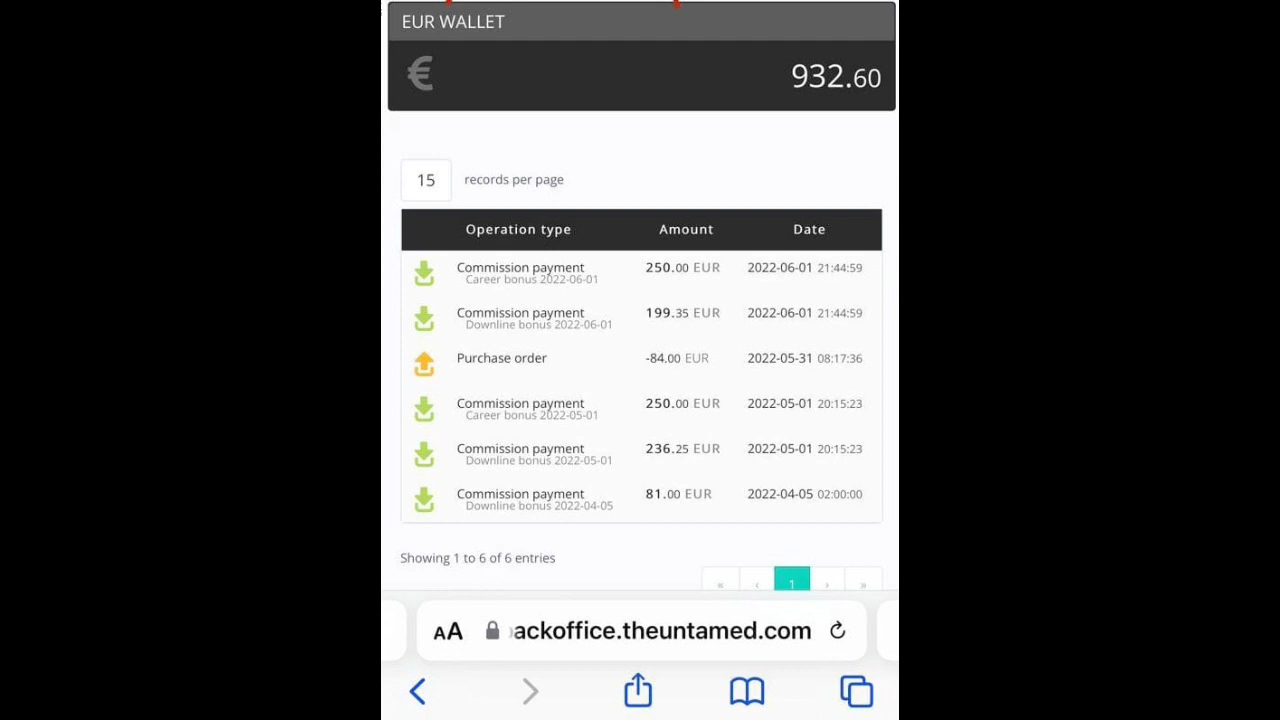 EUR WALLET
€ 932.60
15 records per page
Operation type Amount Date
Commission payment 250.00 EUR 2022-06-01 21:44:59
Career bonus 2022-06-01
Commission payment 199.35 EUR 2022-06-01 21:44:59
Downline bonus 2022-06-01
Purchase order -84.00 EUR 2022-05-31 08:17:36
Commission payment 250.00 EUR 2022-05-01 20:15:23
Career bonus 2022-05-01
Commission payment 236.25 EUR 2022-05-01 20:15:23
Downline bonus 2022-05-01
Commission payment 81.00 EUR 2022-04-05 02:00:00
Downline bonus 2022-04-05
Showing 1 to 6 of 6 entries
« ‹ 1 › »
AA ackoffice.theuntamed.com